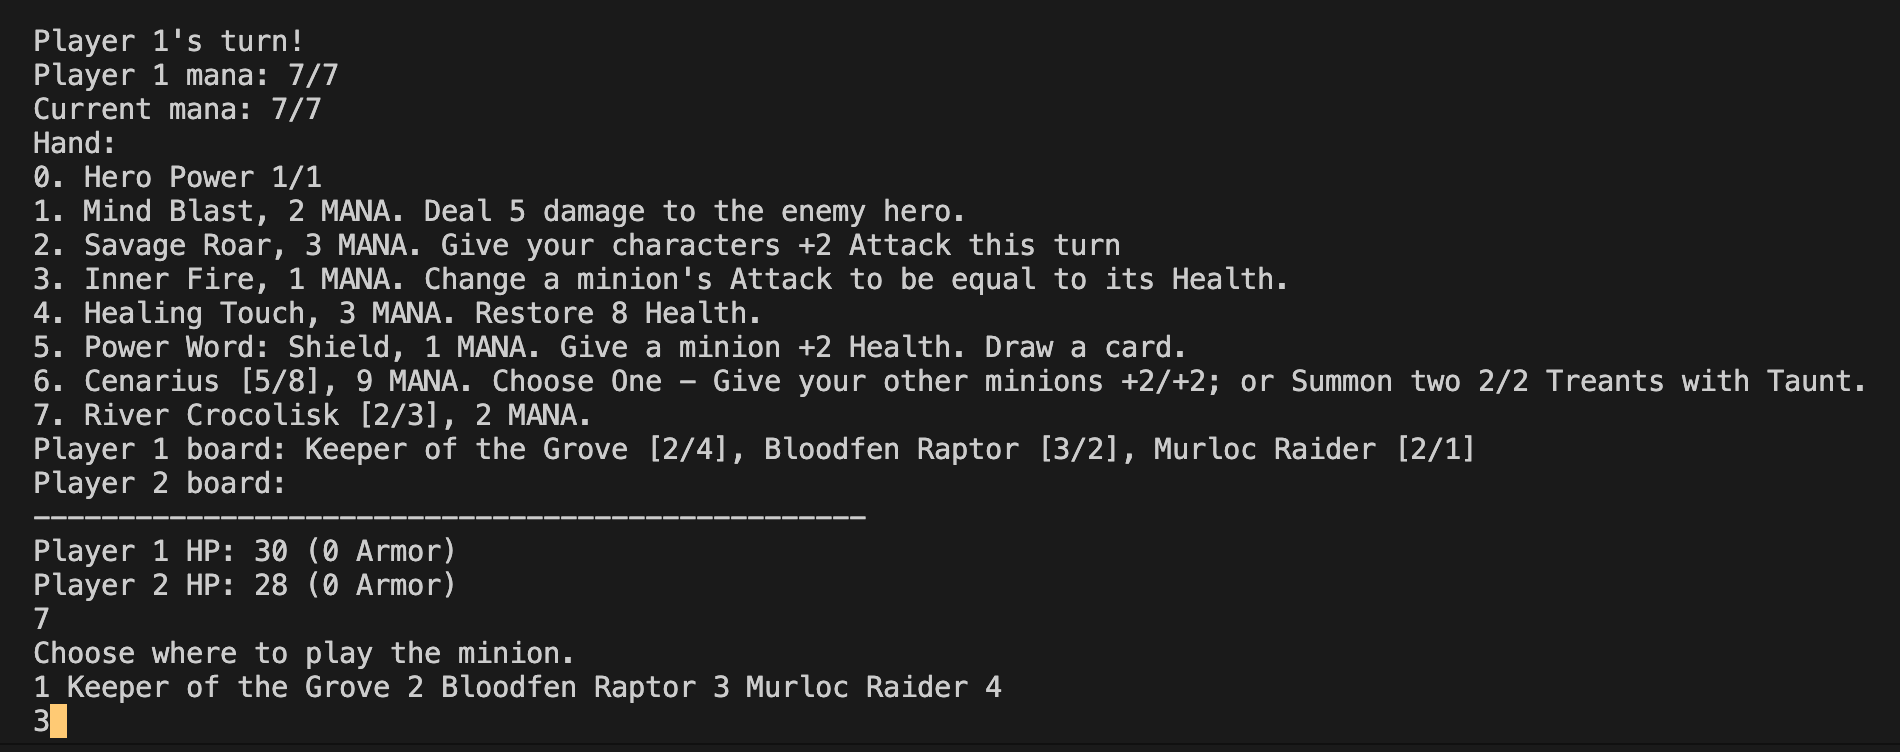 Player 1's turn!
Player 1 mana: 7/7
Current mana: 7/7
Hand:
0. Hero Power 1/1
1. Mind Blast, 2 MANA. Deal 5 damage to the enemy hero.
2. Savage Roar, 3 MANA. Give your characters +2 Attack this turn
3. Inner Fire, 1 MANA. Change a minion's Attack to be equal to its Health.
4. Healing Touch, 3 MANA. Restore 8 Health.
5. Power Word: Shield, 1 MANA. Give a minion +2 Health. Draw a card.
6. Cenarius [5/8], 9 MANA. Choose One – Give your other minions +2/+2; or Summon two 2/2 Treants with Taunt.
7. River Crocolisk [2/3], 2 MANA.
Player 1 board: Keeper of the Grove [2/4], Bloodfen Raptor [3/2], Murloc Raider [2/1]
Player 2 board:
-------------------------------------------------
Player 1 HP: 30 (0 Armor)
Player 2 HP: 28 (0 Armor)
7
Choose where to play the minion.
1 Keeper of the Grove 2 Bloodfen Raptor 3 Murloc Raider 4
3